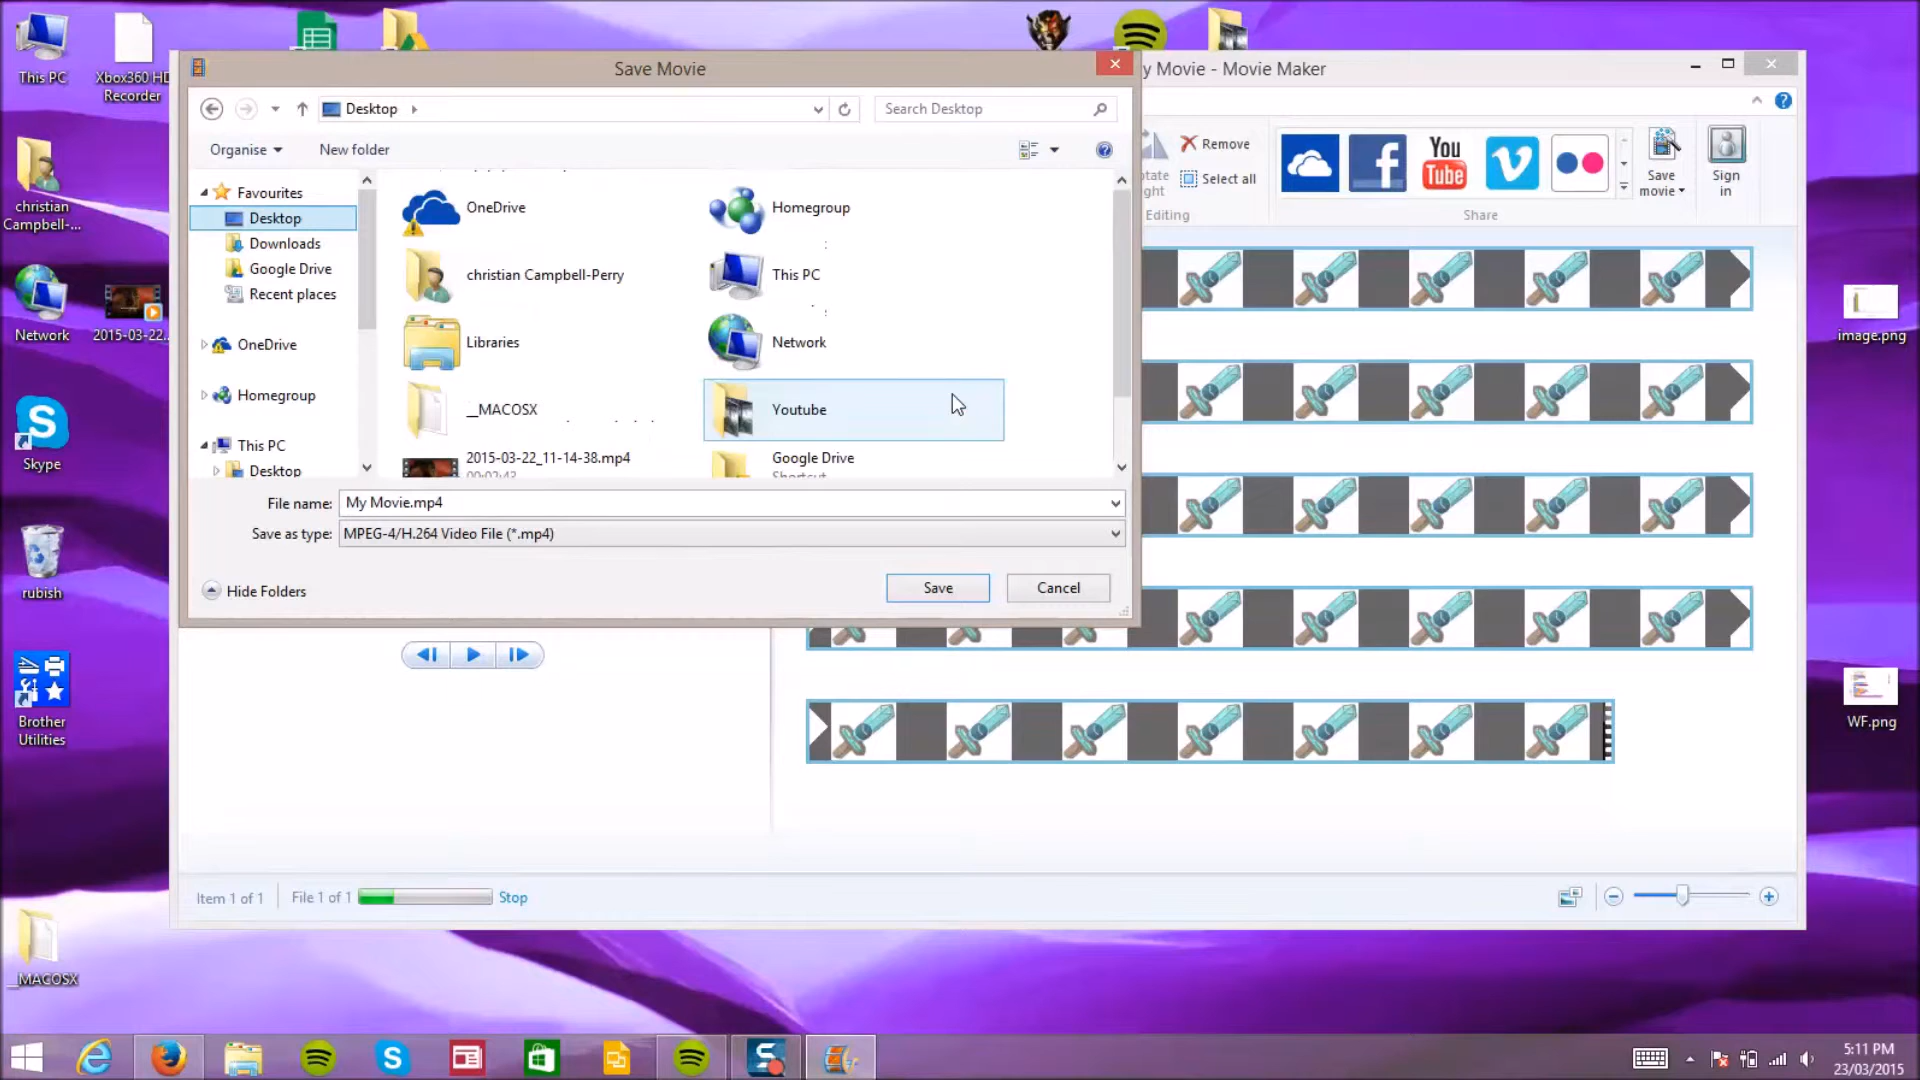 This PC
Xbox360 HD
Recorder
christian
Campbell-...
Network
2015-03-22...
Skype
rubish
Brother
Utilities
__MACOSX
Save Movie
Desktop
Search Desktop
Organise
New folder
Favourites
Desktop
Downloads
Google Drive
Recent places
OneDrive
Homegroup
This PC
Desktop
OneDrive
Homegroup
christian Campbell-Perry
This PC
Libraries
Network
__MACOSX
Youtube
2015-03-22_11-14-38.mp4
Google Drive
File name:
My Movie.mp4
Save as type:
MPEG-4/H.264 Video File (*.mp4)
Hide Folders
Save
Cancel
y Movie - Movie Maker
Remove
Select all
Editing
You
Tube
Save
movie
Sign
in
Share
Item 1 of 1
File 1 of 1
Stop
image.png
WF.png
5:11 PM
23/03/2015